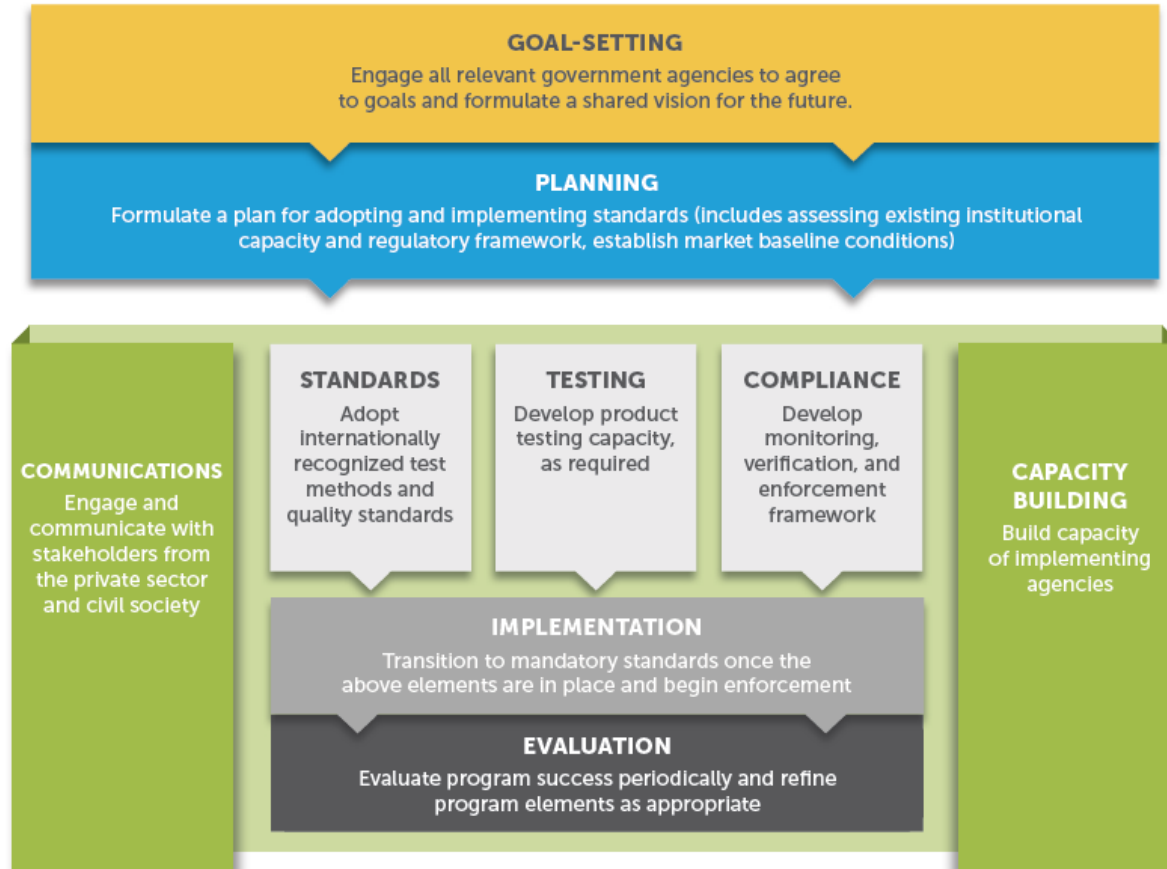 GOAL-SETTING
Engage all relevant government agencies to agree
to goals and formulate a shared vision for the future.
PLANNING
Formulate a plan for adopting and implementing standards (includes assessing existing institutional
capacity and regulatory framework, establish market baseline conditions)
COMMUNICATIONS
Engage and
communicate with
stakeholders from
the private sector
and civil society
STANDARDS
Adopt
internationally
recognized test
methods and
quality standards
TESTING
Develop product
testing capacity,
as required
COMPLIANCE
Develop
monitoring,
verification, and
enforcement
framework
CAPACITY
BUILDING
Build capacity
of implementing
agencies
IMPLEMENTATION
Transition to mandatory standards once the
above elements are in place and begin enforcement
EVALUATION
Evaluate program success periodically and refine
program elements as appropriate